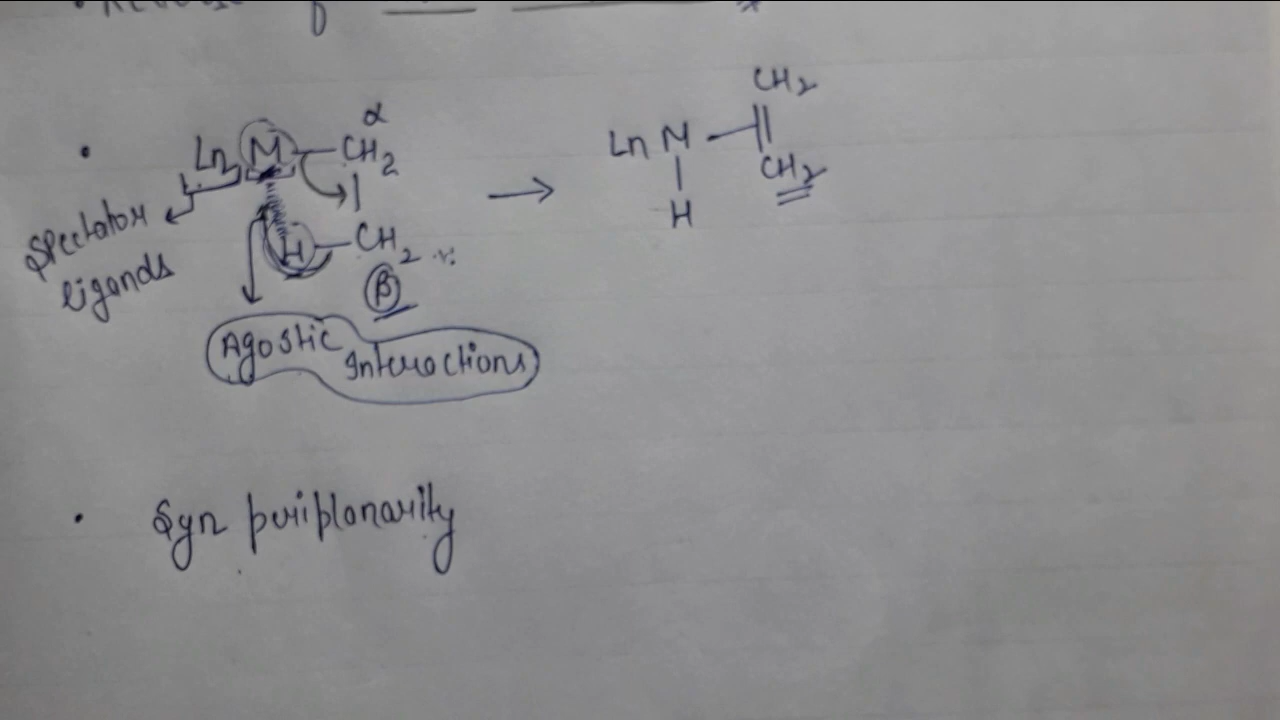 α
Ln M — CH2
H — CH2
β
Spectator
ligands
Agostic
Interactions
→
CH2
Ln M —
CH2
H
Syn periplanarity